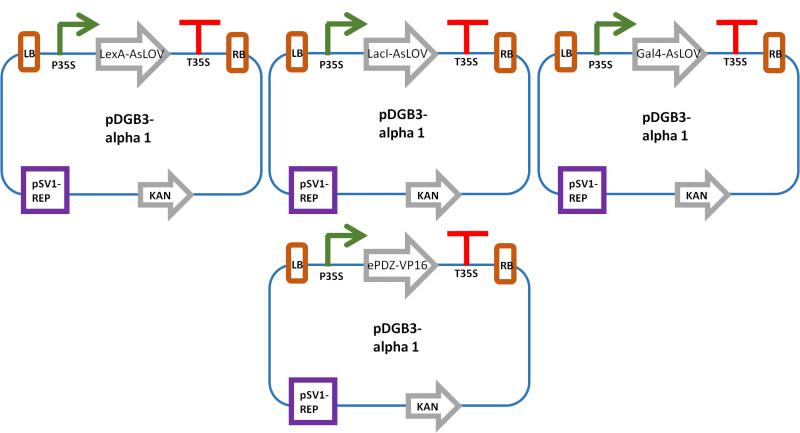 LB P35S LexA-AsLOV T35S RB
pDGB3-
alpha 1
pSV1-
REP
KAN
LB P35S LacI-AsLOV T35S RB
pDGB3-
alpha 1
pSV1-
REP
KAN
LB P35S Gal4-AsLOV T35S RB
pDGB3-
alpha 1
pSV1-
REP
KAN
LB P35S ePDZ-VP16 T35S RB
pDGB3-
alpha 1
pSV1-
REP
KAN